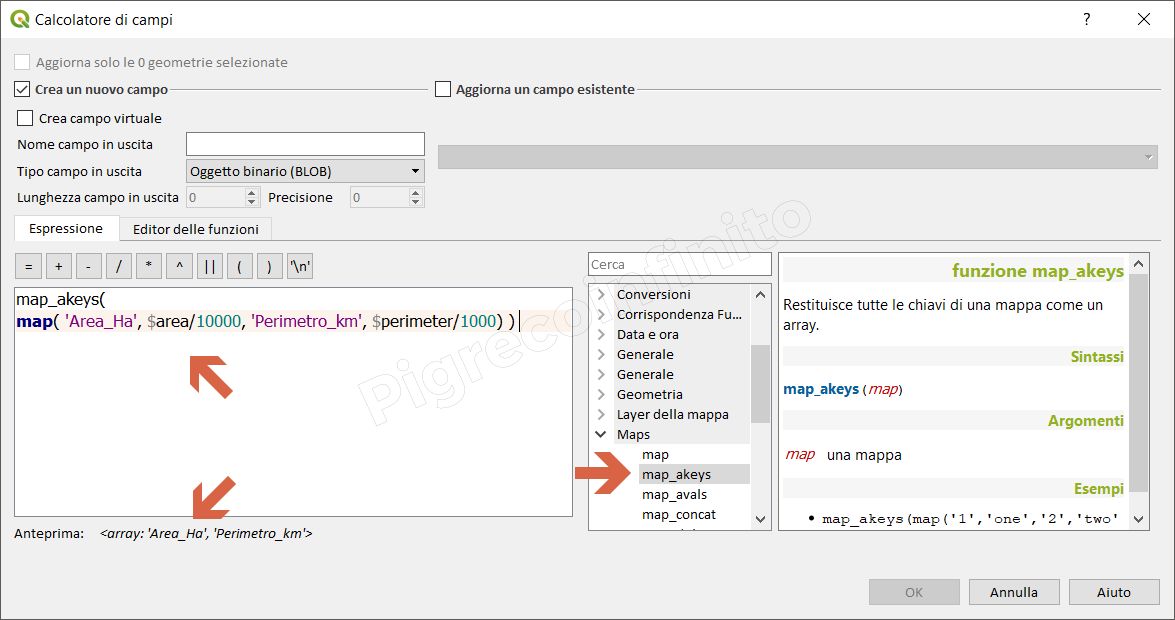 Calcolatore di campi
?
Aggiorna solo le 0 geometrie selezionate
Crea un nuovo campo
Aggiorna un campo esistente
Crea campo virtuale
Nome campo in uscita
Tipo campo in uscita
Oggetto binario (BLOB)
Lunghezza campo in uscita
0
Precisione
0
Espressione
Editor delle funzioni
= + - / * ^ || ( ) '\n'
map_akeys(
map( 'Area_Ha', $area/10000, 'Perimetro_km', $perimeter/1000) )
Anteprima: <array: 'Area_Ha', 'Perimetro_km'>
Cerca
Conversioni
Corrispondenza Fu...
Data e ora
Generale
Generale
Geometria
Layer della mappa
Maps
map
map_akeys
map_avals
map_concat
funzione map_akeys
Restituisce tutte le chiavi di una mappa come un
array.
Sintassi
map_akeys (map)
Argomenti
map una mappa
Esempi
• map_akeys(map('1','one','2','two'
Pigrecoinfinito
OK
Annulla
Aiuto